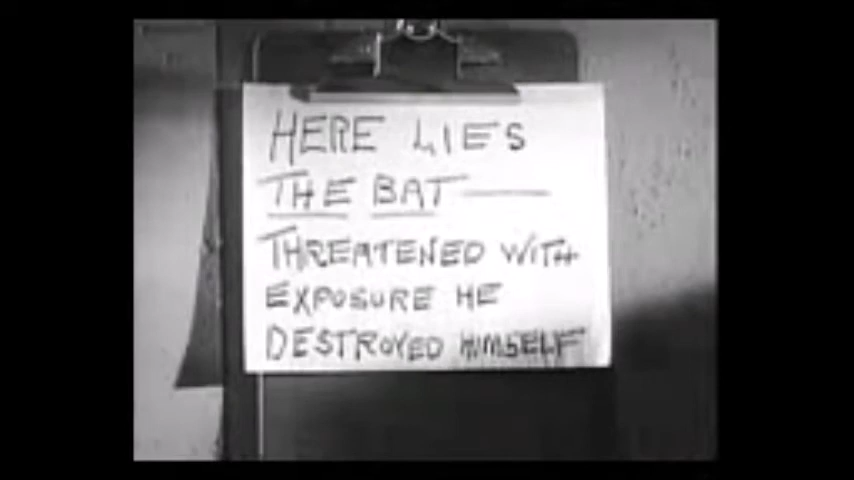 HERE LIES
THE BAT —
THREATENED WITH
EXPOSURE HE
DESTROYED HIMSELF